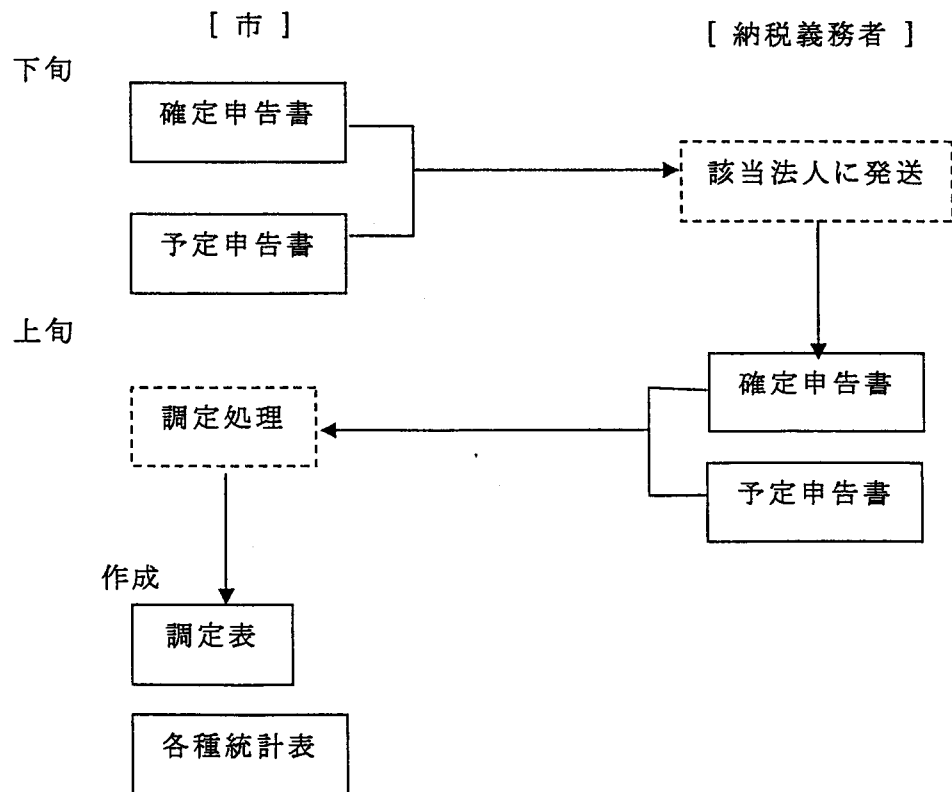 [ 市 ]
[ 納税義務者 ]
下旬
確定申告書
該当法人に発送
予定申告書
上旬
確定申告書
調定処理
予定申告書
作成
調定表
各種統計表